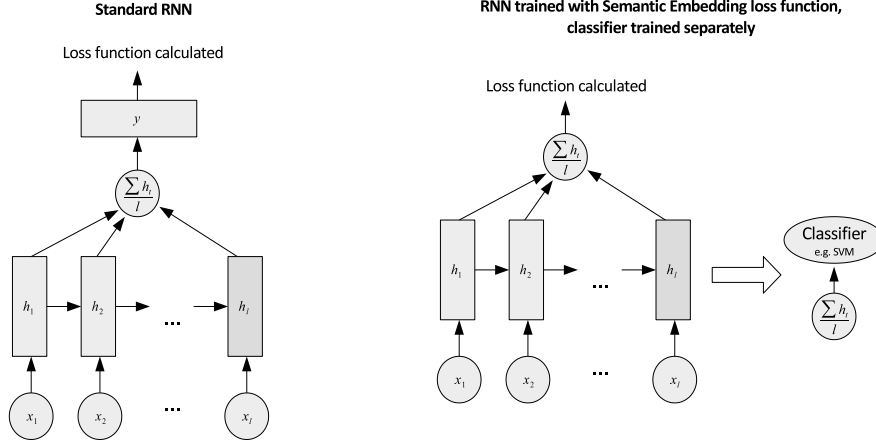 Standard RNN
Loss function calculated
y
∑ h_t
l
h_1
h_2
...
h_l
x_1
x_2
...
x_l
RNN trained with Semantic Embedding loss function,
classifier trained separately
Loss function calculated
∑ h_t
l
h_1
h_2
...
h_l
x_1
x_2
...
x_l
Classifier
e.g. SVM
∑ h_t
l